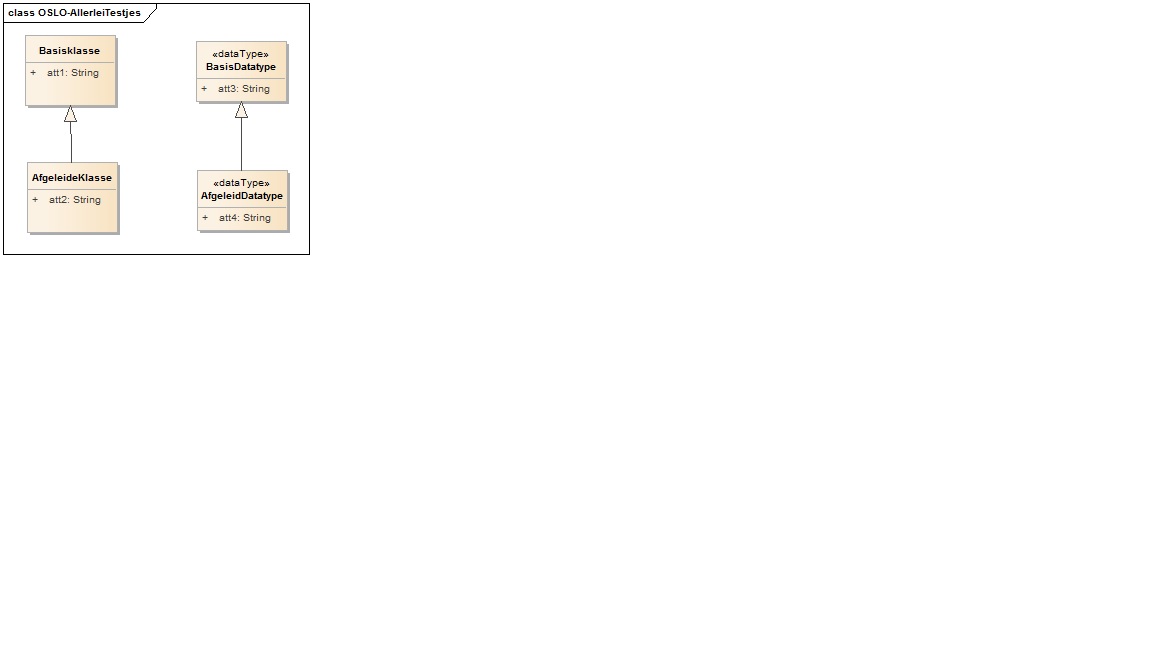 class OSLO-AllerleiTestjes
Basisklasse
+ att1: String
«dataType»
BasisDatatype
+ att3: String
AfgeleideKlasse
+ att2: String
«dataType»
AfgeleidDatatype
+ att4: String